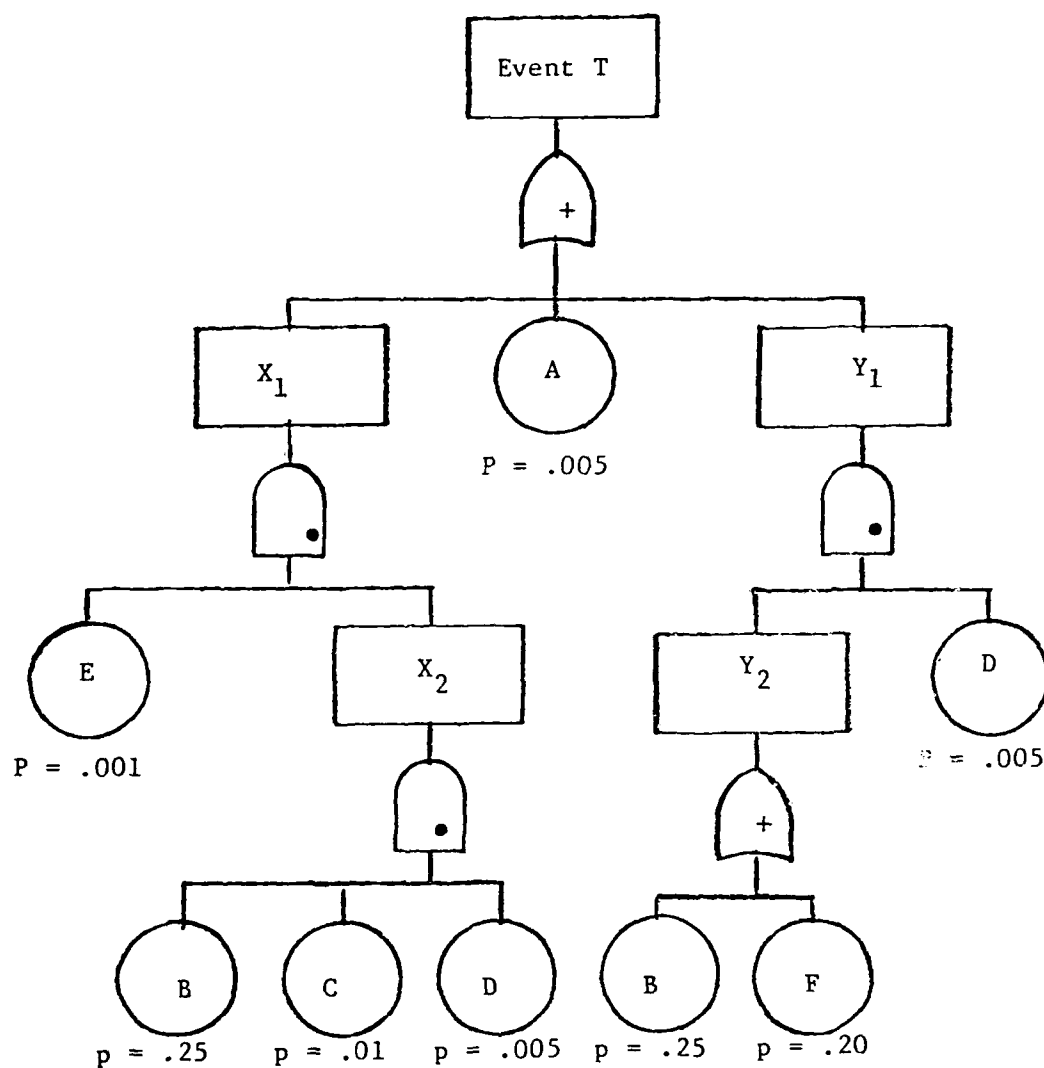 Event T
+
X₁
A
Y₁
P = .005
E
X₂
Y₂
D
P = .001
= .005
+
B
C
D
B
F
p = .25
p = .01
p = .005
p = .25
p = .20